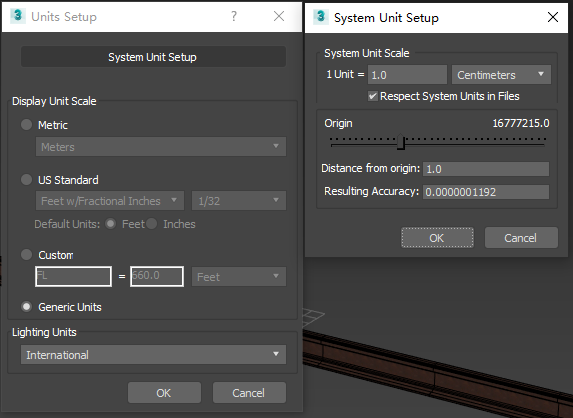 3 Units Setup ?
System Unit Setup
Display Unit Scale
Metric
Meters
US Standard
Feet w/Fractional Inches 1/32
Default Units: Feet Inches
Custom
FL = 660.0 Feet
Generic Units
Lighting Units
International
OK Cancel
3 System Unit Setup
System Unit Scale
1 Unit = 1.0 Centimeters
Respect System Units in Files
Origin 16777215.0
Distance from origin: 1.0
Resulting Accuracy: 0.0000001192
OK Cancel